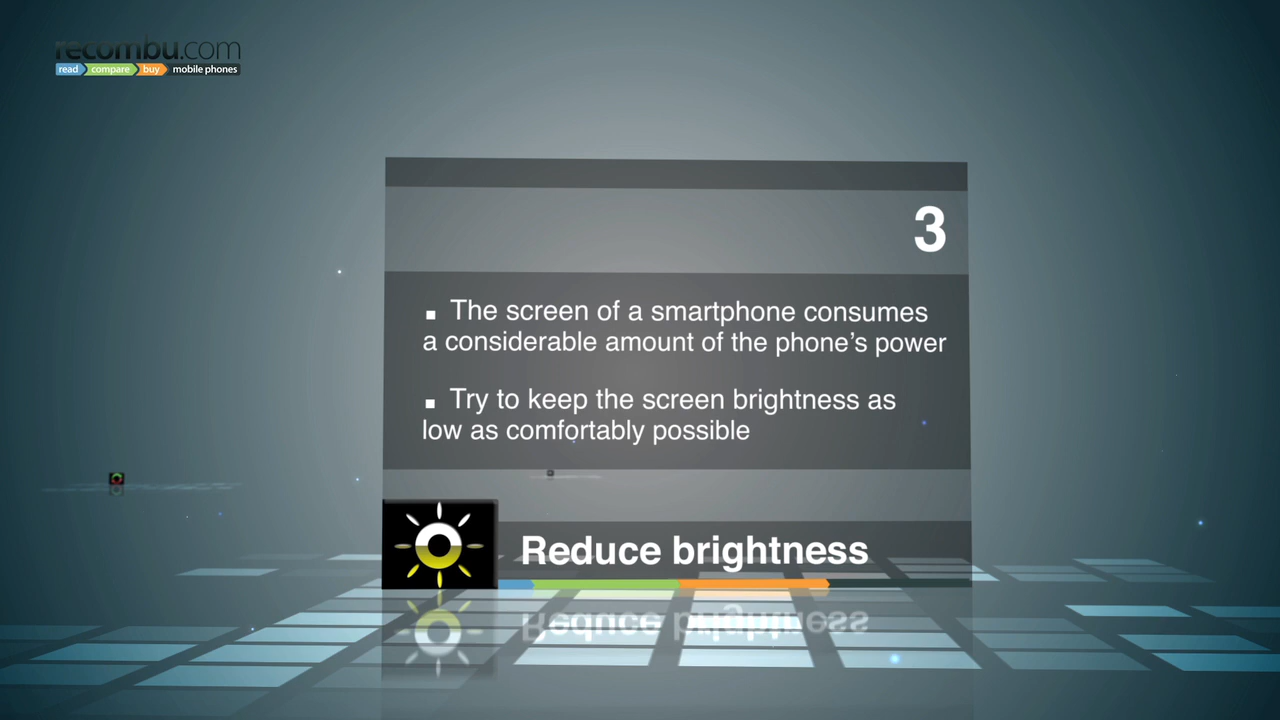 recombu.com
read compare buy mobile phones
3
▪ The screen of a smartphone consumes
a considerable amount of the phone’s power
▪ Try to keep the screen brightness as
low as comfortably possible
Reduce brightness